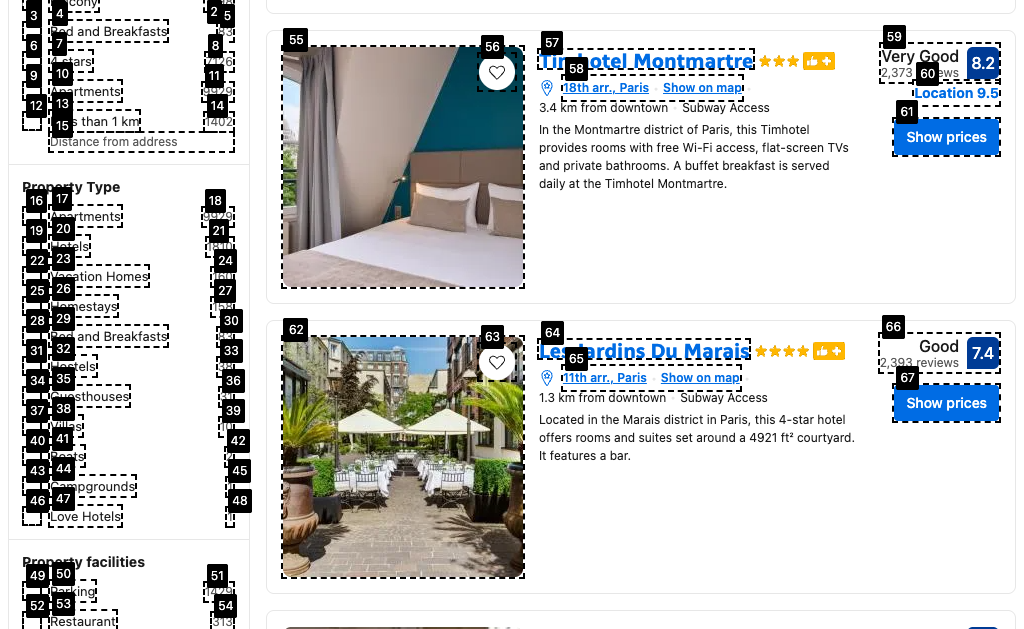 3 4 2 5
Bed and Breakfasts 83
6 7 8
9 10 11
Apartments 9929
12 13 14
Less than 1 km 1402
15
Distance from address
Property Type
16 17 18
Apartments 9929
19 20 21
Hotels
22 23 24
Vacation Homes
25 26 27
Homestays 158
28 29 30
Bed and Breakfasts 83
31 32 33
Hostels
34 35 36
Guesthouses
37 38 39
Villas
40 41 42
Boats
43 44 45
Campgrounds
46 47 48
Love Hotels
Property facilities
49 50 51
Parking 1429
52 53 54
Restaurant 313
55 56 57
Timhotel Montmartre
58
18th arr., Paris · Show on map
3.4 km from downtown · Subway Access
In the Montmartre district of Paris, this Timhotel
provides rooms with free Wi-Fi access, flat-screen TVs
and private bathrooms. A buffet breakfast is served
daily at the Timhotel Montmartre.
59
Very Good 8.2
2,373 reviews
60
Location 9.5
61
Show prices
62 63 64
Les Jardins Du Marais
65
11th arr., Paris · Show on map
1.3 km from downtown · Subway Access
Located in the Marais district in Paris, this 4-star hotel
offers rooms and suites set around a 4921 ft² courtyard.
It features a bar.
66
Good 7.4
2,393 reviews
67
Show prices